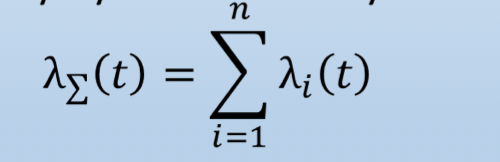 λ_Σ(t) = ∑_{i=1}^{n} λ_i(t)